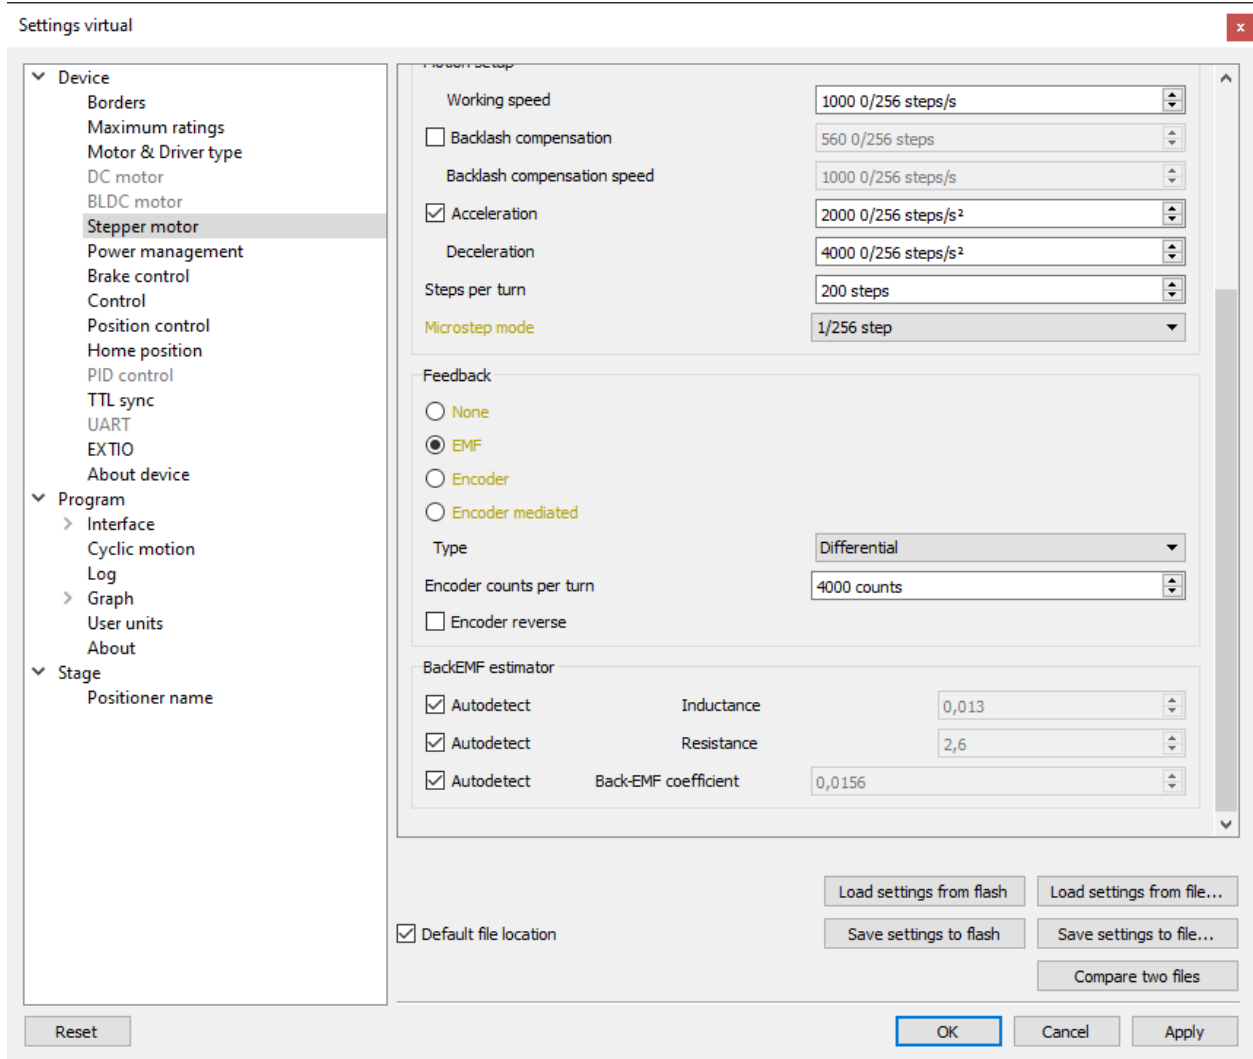 Settings virtual
x
Device
Borders
Maximum ratings
Motor & Driver type
DC motor
BLDC motor
Stepper motor
Power management
Brake control
Control
Position control
Home position
PID control
TTL sync
UART
EXTIO
About device
Program
Interface
Cyclic motion
Log
Graph
User units
About
Stage
Positioner name
Motion setup
Working speed 1000 0/256 steps/s
Backlash compensation 560 0/256 steps
Backlash compensation speed 1000 0/256 steps/s
Acceleration 2000 0/256 steps/s²
Deceleration 4000 0/256 steps/s²
Steps per turn 200 steps
Microstep mode 1/256 step
Feedback
None
EMF
Encoder
Encoder mediated
Type Differential
Encoder counts per turn 4000 counts
Encoder reverse
BackEMF estimator
Autodetect Inductance 0,013
Autodetect Resistance 2,6
Autodetect Back-EMF coefficient 0,0156
Load settings from flash Load settings from file...
Default file location Save settings to flash Save settings to file...
Compare two files
Reset OK Cancel Apply